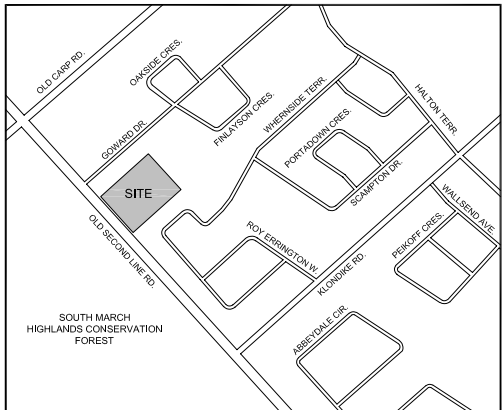 OLD CARP RD.
OAKSIDE CRES.
GOWARD DR.
FINLAYSON CRES.
WHERNSIDE TERR.
HALTON TERR.
PORTADOWN CRES.
SCAMPTON DR.
SITE
OLD SECOND LINE RD.
ROY ERRINGTON W.
KLONDIKE RD.
PEIKOFF CRES.
WALLSEND AVE.
ABBEYDALE CIR.
SOUTH MARCH
HIGHLANDS CONSERVATION
FOREST